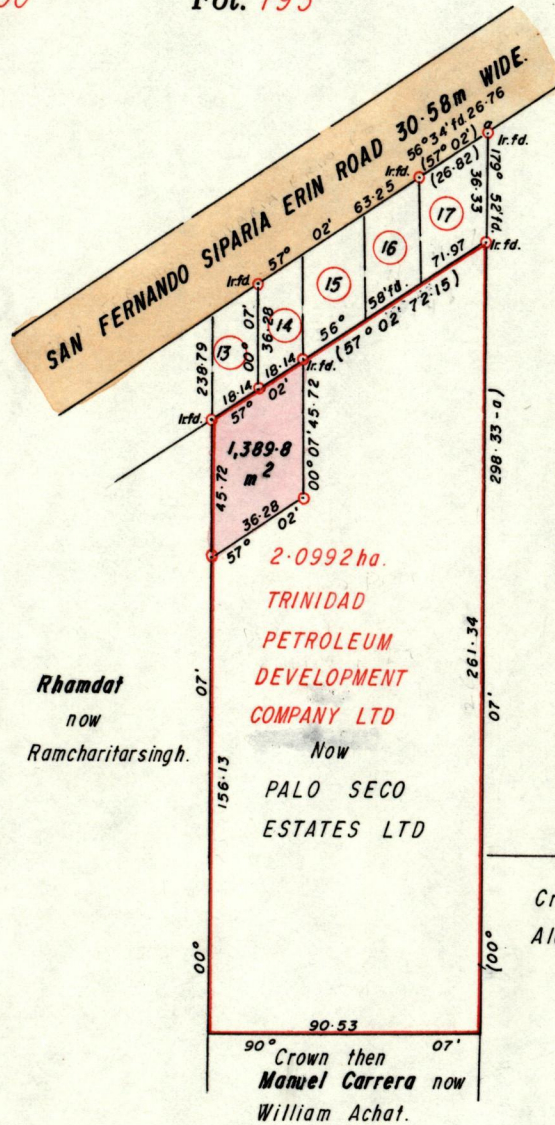 Fol. 195
SAN FERNANDO SIPARIA ERIN ROAD 30·58m WIDE.
56°34'fd.26·76
(57°02')
(26·82)
Ir.fd.
Ir.fd.
179° 52'fd.
36·33
Ir.fd.
57° 02' 63·25
17
16
15
14
13
Ir.fd.
71·97
56° 58'fd.
(57°02' 72·15)
00° 07'
36·28
238·79
18·14
18·14
57° 02'
Ir.fd.
Ir.fd.
1,389·8
m²
45·72
00°07'45·72
36·28
57° 02'
298·33-a)
261·34
07'
(00°
2·0992ha.
TRINIDAD
PETROLEUM
DEVELOPMENT
COMPANY LTD
Now
PALO SECO
ESTATES LTD
Rhamdat
now
Ramcharitarsingh.
07'
156·13
00°
90·53
90° 07'
Crown then
Manuel Carrera now
William Achat.